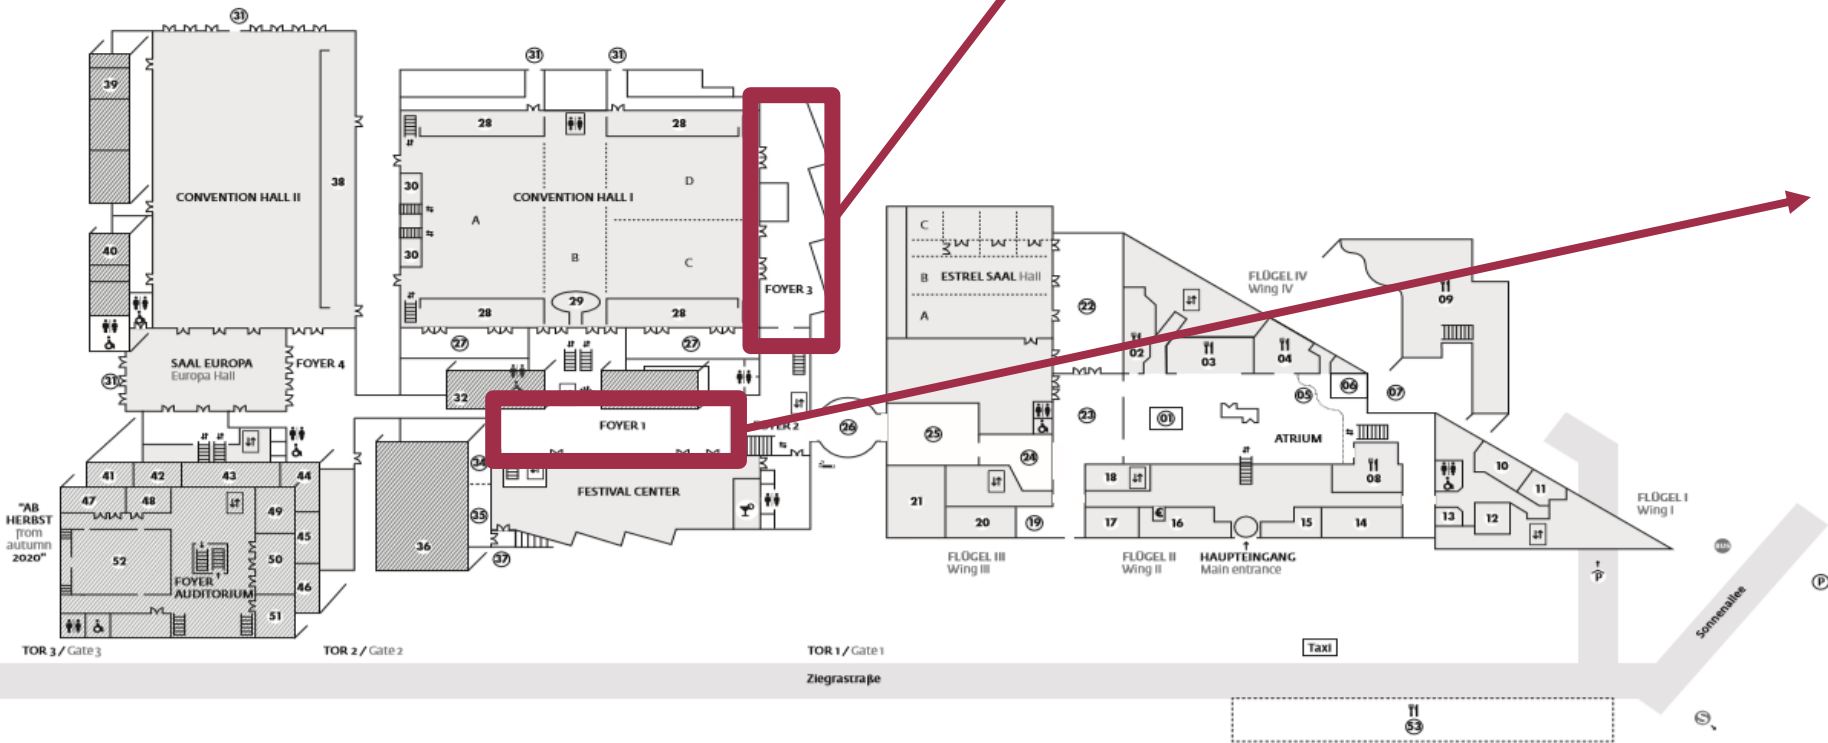 31
31
31
39
28
28
38
30
D
CONVENTION HALL II
CONVENTION HALL I
A
C
40
30
B
C
B
ESTREL SAAL Hall
FLÜGEL IV
Wing IV
29
FOYER 3
09
28
28
22
A
27
27
02
03
04
SAAL EUROPA
Europa Hall
FOYER 4
31
06
07
05
32
23
01
FOYER 1
26
25
ATRIUM
24
34
41
42
43
44
18
08
10
11
47
48
FESTIVAL CENTER
"AB
HERBST
from
autumn
2020"
49
35
21
20
19
17
€
16
15
14
13
12
FLÜGEL I
Wing I
45
52
36
37
50
FLÜGEL III
Wing III
FLÜGEL II
Wing II
HAUPTEINGANG
Main entrance
BUS
P
P
FOYER
AUDITORIUM
46
51
Sonnenallee
TOR 3 / Gate 3
TOR 2 / Gate 2
TOR 1 / Gate 1
Taxi
Ziegrastraße
53
S